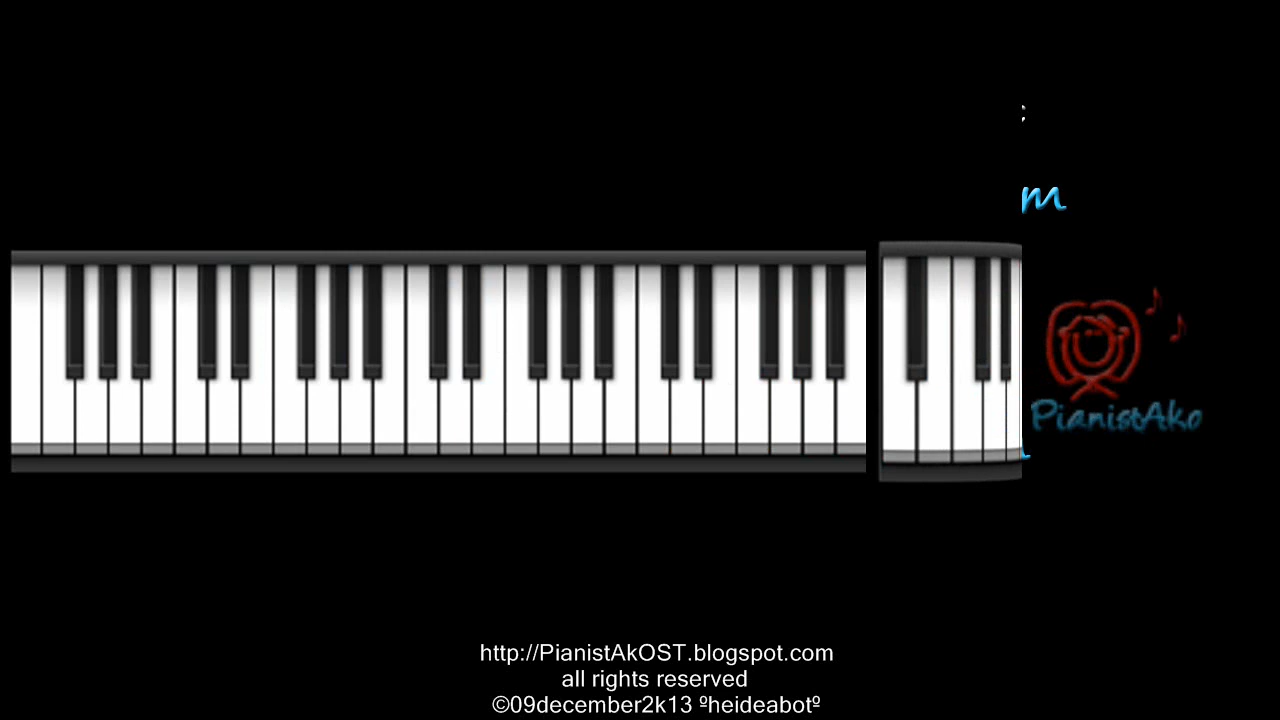 :
m
PianistAko
http://PianistAkOST.blogspot.com
all rights reserved
©09december2k13 ºheideabotº